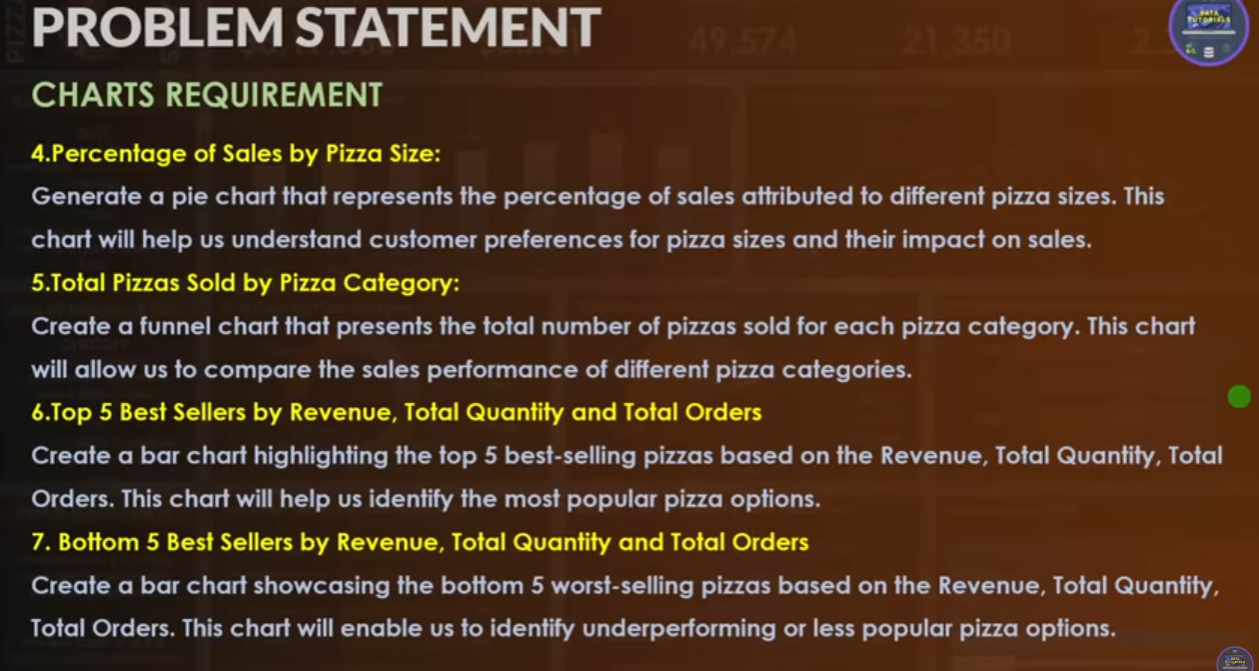 PROBLEM STATEMENT
49,574
21,350
DATA
TUTORIALS
CHARTS REQUIREMENT
4.Percentage of Sales by Pizza Size:
Generate a pie chart that represents the percentage of sales attributed to different pizza sizes. This
chart will help us understand customer preferences for pizza sizes and their impact on sales.
5.Total Pizzas Sold by Pizza Category:
Create a funnel chart that presents the total number of pizzas sold for each pizza category. This chart
will allow us to compare the sales performance of different pizza categories.
6.Top 5 Best Sellers by Revenue, Total Quantity and Total Orders
Create a bar chart highlighting the top 5 best-selling pizzas based on the Revenue, Total Quantity, Total
Orders. This chart will help us identify the most popular pizza options.
7. Bottom 5 Best Sellers by Revenue, Total Quantity and Total Orders
Create a bar chart showcasing the bottom 5 worst-selling pizzas based on the Revenue, Total Quantity,
Total Orders. This chart will enable us to identify underperforming or less popular pizza options.